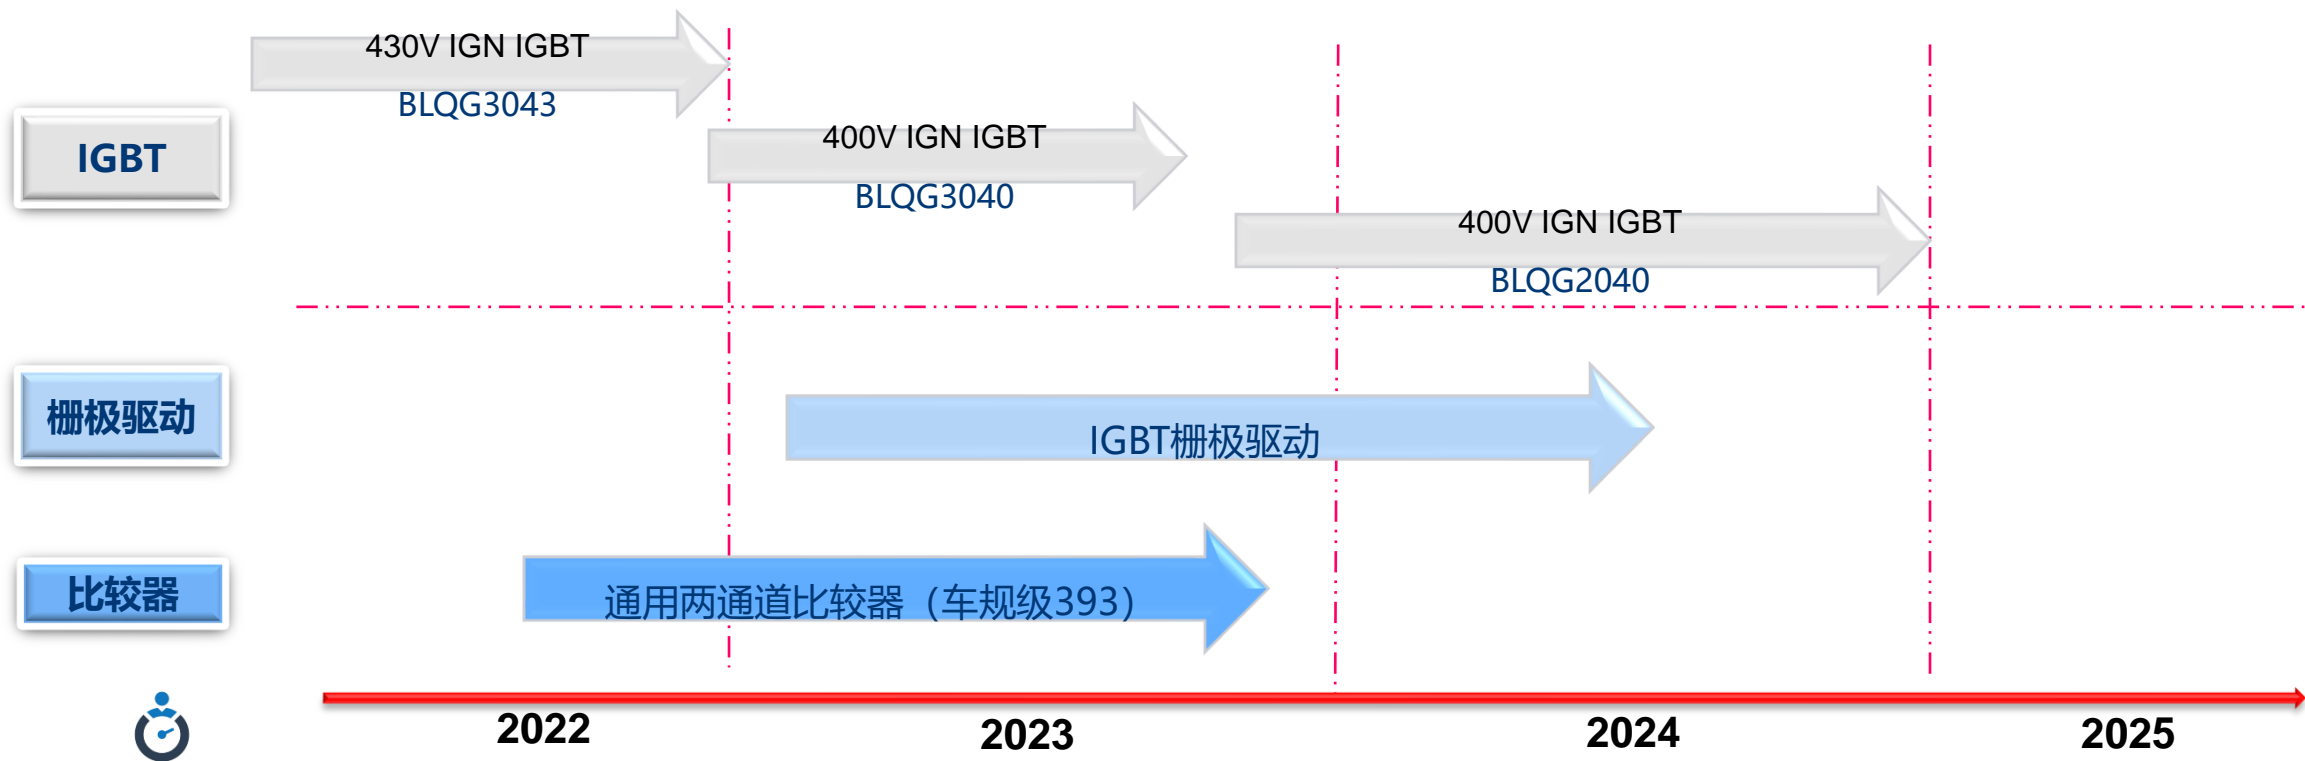 430V IGN IGBT
BLQG3043
400V IGN IGBT
BLQG3040
IGBT
400V IGN IGBT
BLQG2040
栅极驱动
IGBT栅极驱动
比较器
通用两通道比较器（车规级393）
2022
2023
2024
2025